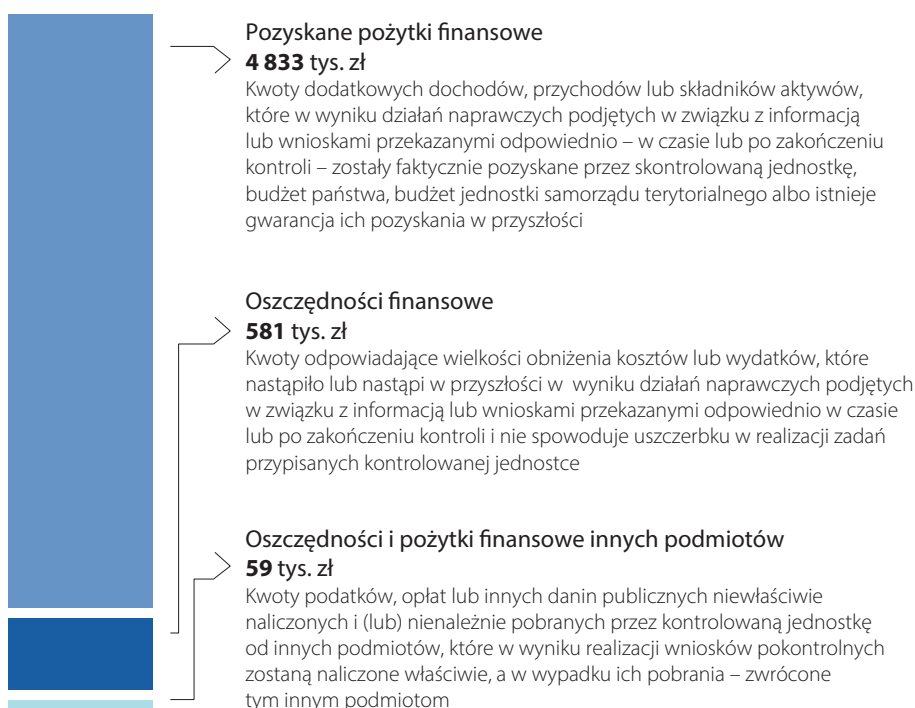 Pozyskane pożytki finansowe
4 833 tys. zł
Kwoty dodatkowych dochodów, przychodów lub składników aktywów,
które w wyniku działań naprawczych podjętych w związku z informacją
lub wnioskami przekazanymi odpowiednio – w czasie lub po zakończeniu
kontroli – zostały faktycznie pozyskane przez skontrolowaną jednostkę,
budżet państwa, budżet jednostki samorządu terytorialnego albo istnieje
gwarancja ich pozyskania w przyszłości
Oszczędności finansowe
581 tys. zł
Kwoty odpowiadające wielkości obniżenia kosztów lub wydatków, które
nastąpiło lub nastąpi w przyszłości w wyniku działań naprawczych podjętych
w związku z informacją lub wnioskami przekazanymi odpowiednio w czasie
lub po zakończeniu kontroli i nie spowoduje uszczerbku w realizacji zadań
przypisanych kontrolowanej jednostce
Oszczędności i pożytki finansowe innych podmiotów
59 tys. zł
Kwoty podatków, opłat lub innych danin publicznych niewłaściwie
naliczonych i (lub) nienależnie pobranych przez kontrolowaną jednostkę
od innych podmiotów, które w wyniku realizacji wniosków pokontrolnych
zostaną naliczone właściwie, a w wypadku ich pobrania – zwrócone
tym innym podmiotom